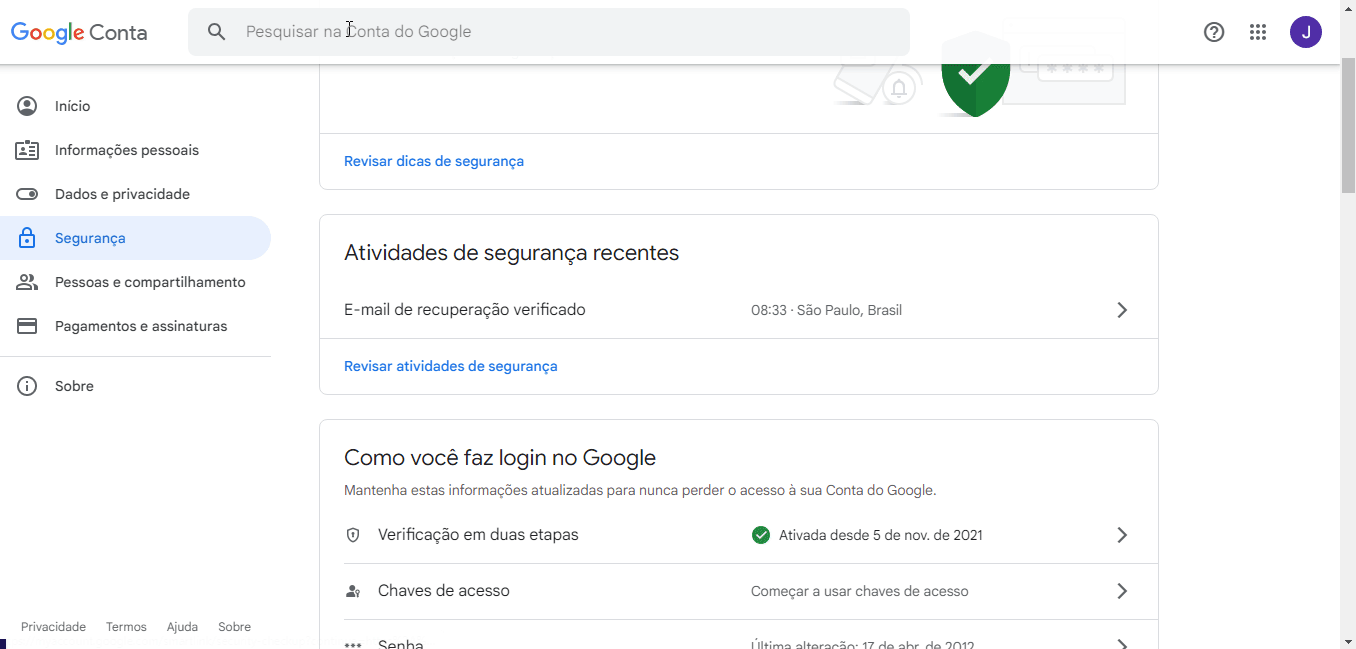 Google Conta
Pesquisar na Conta do Google
J
Início
Informações pessoais
Dados e privacidade
Segurança
Pessoas e compartilhamento
Pagamentos e assinaturas
Sobre
Privacidade Termos Ajuda Sobre
****
Revisar dicas de segurança
Atividades de segurança recentes
E-mail de recuperação verificado 08:33 · São Paulo, Brasil
Revisar atividades de segurança
Como você faz login no Google
Mantenha estas informações atualizadas para nunca perder o acesso à sua Conta do Google.
Verificação em duas etapas Ativada desde 5 de nov. de 2021
Chaves de acesso Começar a usar chaves de acesso
Senha Última alteração: 17 de abr. de 2012